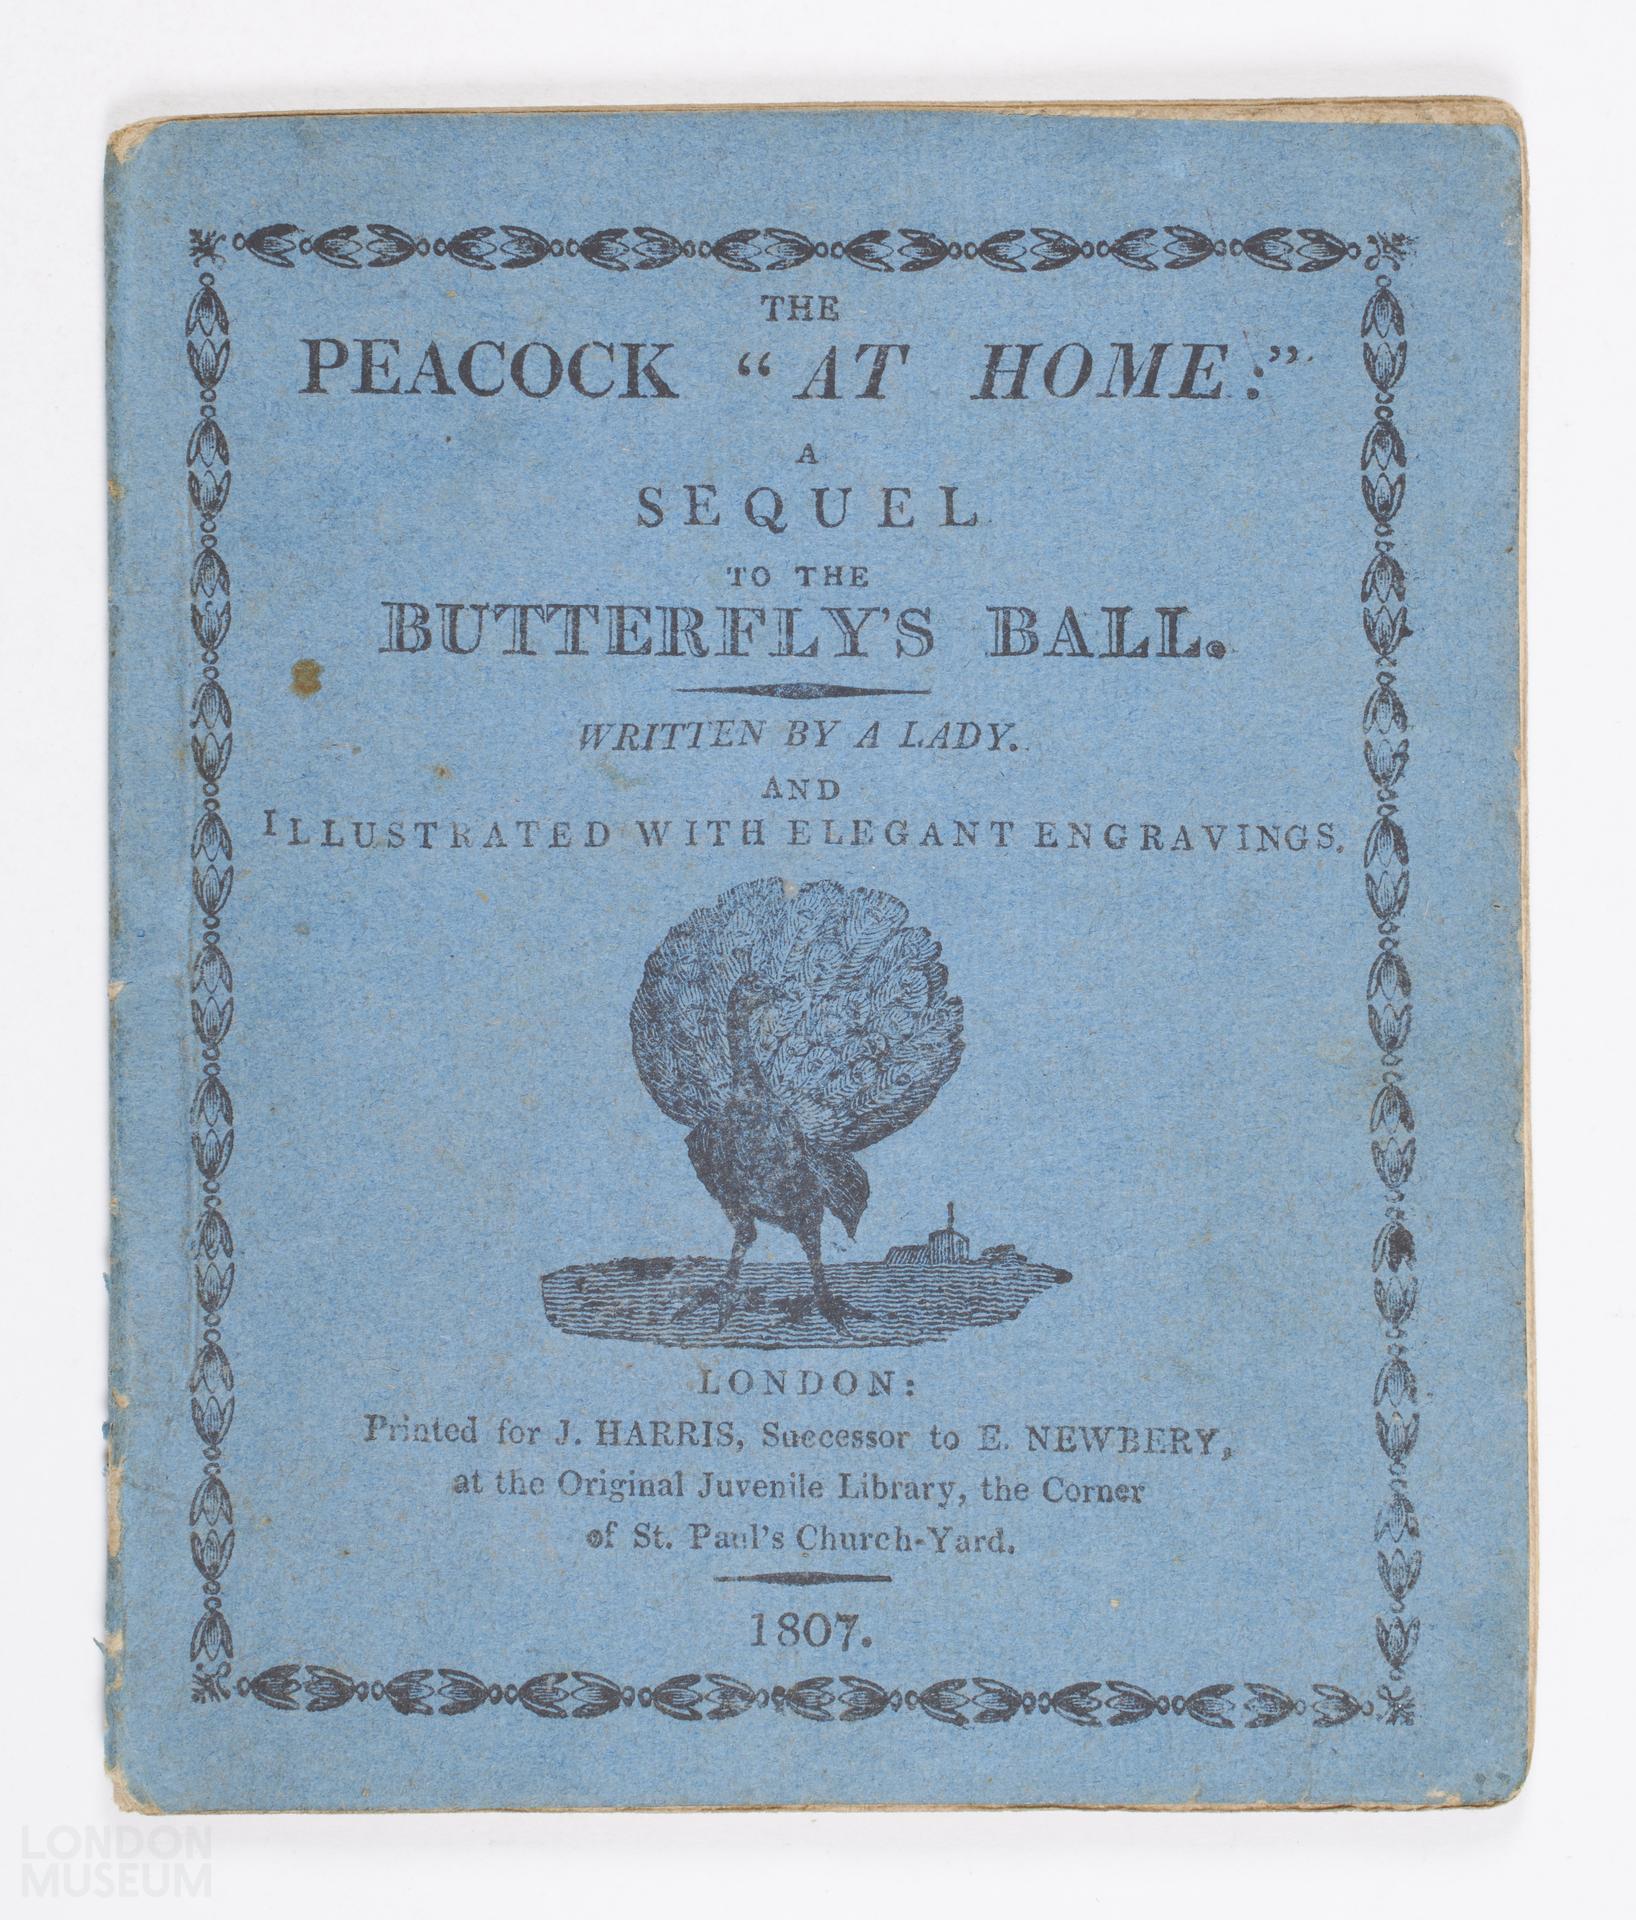 THE
PEACOCK "AT HOME:"
A
SEQUEL
TO THE
BUTTERFLY'S BALL.
WRITTEN BY A LADY.
AND
ILLUSTRATED WITH ELEGANT ENGRAVINGS.
LONDON:
Printed for J. HARRIS, Successor to E. NEWBERY,
at the Original Juvenile Library, the Corner
of St. Paul's Church-Yard.
1807.
LONDON
MUSEUM